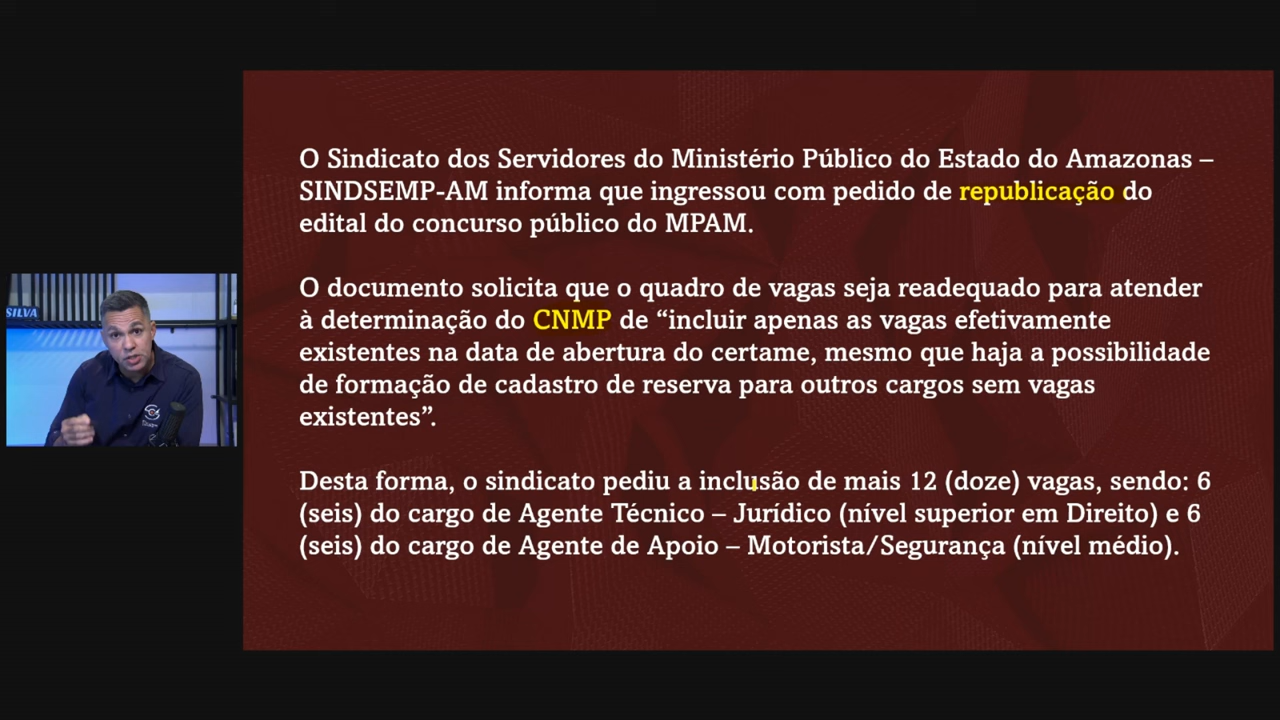 O Sindicato dos Servidores do Ministério Público do Estado do Amazonas –
SINDSEMP-AM informa que ingressou com pedido de republicação do
edital do concurso público do MPAM.
O documento solicita que o quadro de vagas seja readequado para atender
à determinação do CNMP de “incluir apenas as vagas efetivamente
existentes na data de abertura do certame, mesmo que haja a possibilidade
de formação de cadastro de reserva para outros cargos sem vagas
existentes”.
Desta forma, o sindicato pediu a inclusão de mais 12 (doze) vagas, sendo: 6
(seis) do cargo de Agente Técnico – Jurídico (nível superior em Direito) e 6
(seis) do cargo de Agente de Apoio – Motorista/Segurança (nível médio).
SILVA